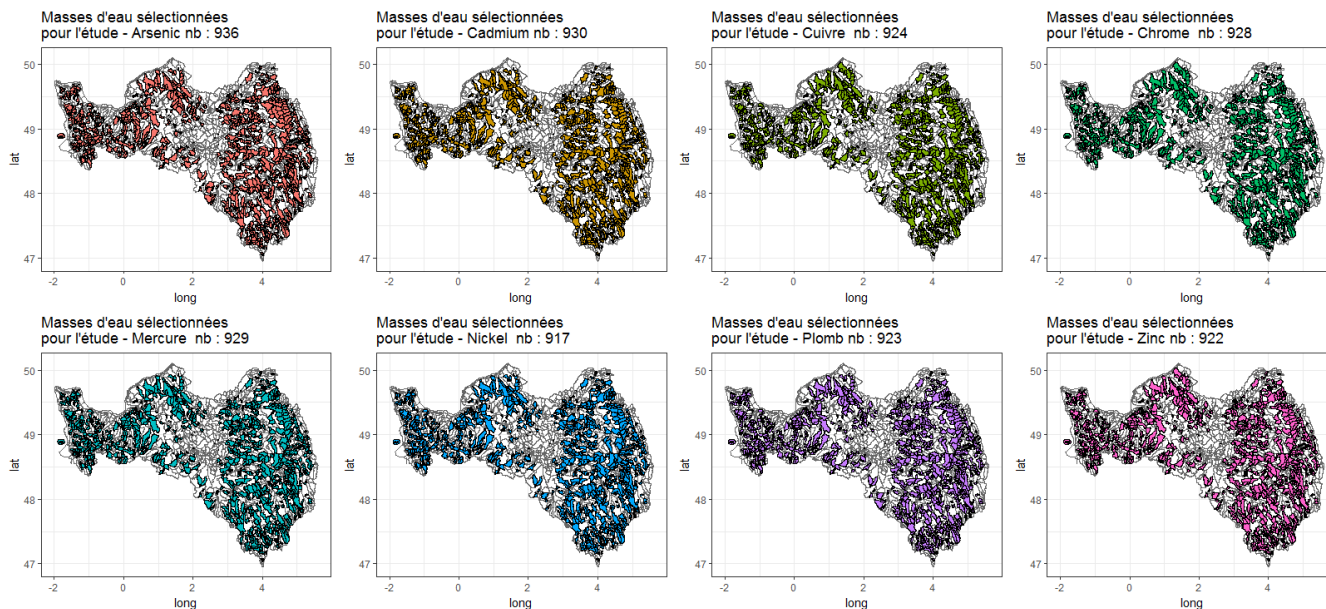 Masses d'eau sélectionnées
pour l'étude - Arsenic nb : 936
Masses d'eau sélectionnées
pour l'étude - Cadmium nb : 930
Masses d'eau sélectionnées
pour l'étude - Cuivre  nb : 924
Masses d'eau sélectionnées
pour l'étude - Chrome  nb : 928
50
49
48
47
lat
-2 0 2 4
long
50
49
48
47
lat
-2 0 2 4
long
50
49
48
47
lat
-2 0 2 4
long
50
49
48
47
lat
-2 0 2 4
long
Masses d'eau sélectionnées
pour l'étude - Mercure  nb : 929
Masses d'eau sélectionnées
pour l'étude - Nickel  nb : 917
Masses d'eau sélectionnées
pour l'étude - Plomb nb : 923
Masses d'eau sélectionnées
pour l'étude - Zinc nb : 922
50
49
48
47
lat
-2 0 2 4
long
50
49
48
47
lat
-2 0 2 4
long
50
49
48
47
lat
-2 0 2 4
long
50
49
48
47
lat
-2 0 2 4
long